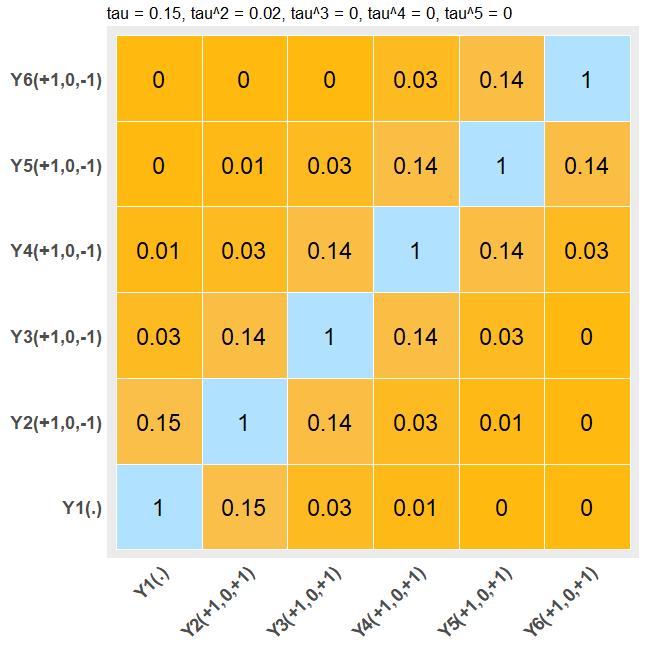 tau = 0.15, tau^2 = 0.02, tau^3 = 0, tau^4 = 0, tau^5 = 0
Y6(+1,0,-1) 0 0 0 0.03 0.14 1
Y5(+1,0,-1) 0 0.01 0.03 0.14 1 0.14
Y4(+1,0,-1) 0.01 0.03 0.14 1 0.14 0.03
Y3(+1,0,-1) 0.03 0.14 1 0.14 0.03 0
Y2(+1,0,-1) 0.15 1 0.14 0.03 0.01 0
Y1(.) 1 0.15 0.03 0.01 0 0
Y1(.) Y2(+1,0,+1) Y3(+1,0,+1) Y4(+1,0,+1) Y5(+1,0,+1) Y6(+1,0,+1)